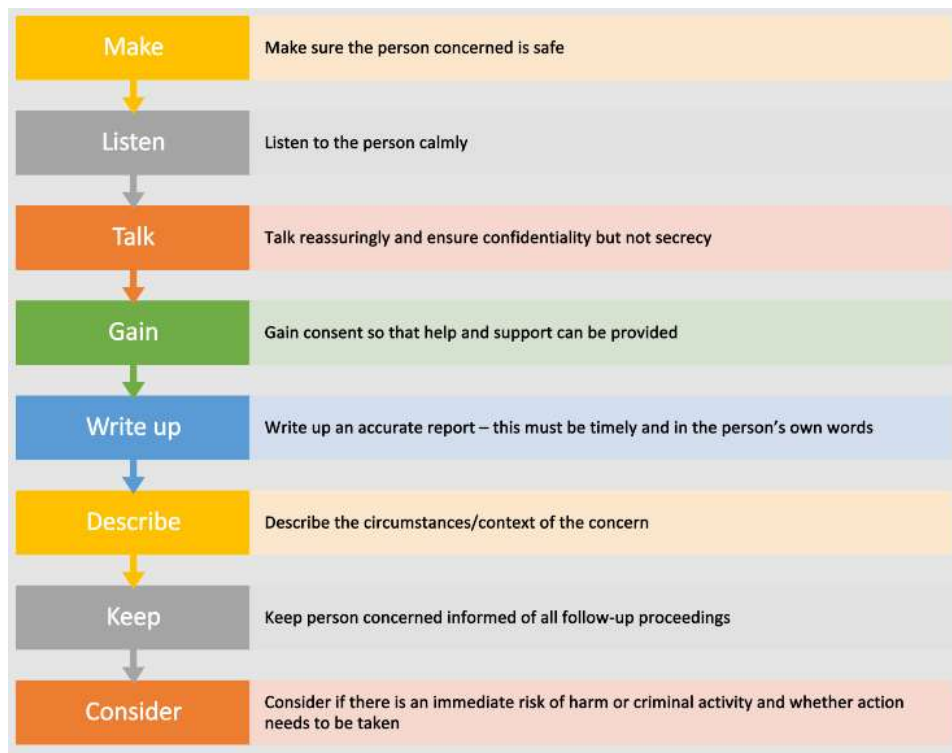 Make
Make sure the person concerned is safe
Listen
Listen to the person calmly
Talk
Talk reassuringly and ensure confidentiality but not secrecy
Gain
Gain consent so that help and support can be provided
Write up
Write up an accurate report – this must be timely and in the person’s own words
Describe
Describe the circumstances/context of the concern
Keep
Keep person concerned informed of all follow-up proceedings
Consider
Consider if there is an immediate risk of harm or criminal activity and whether action
needs to be taken